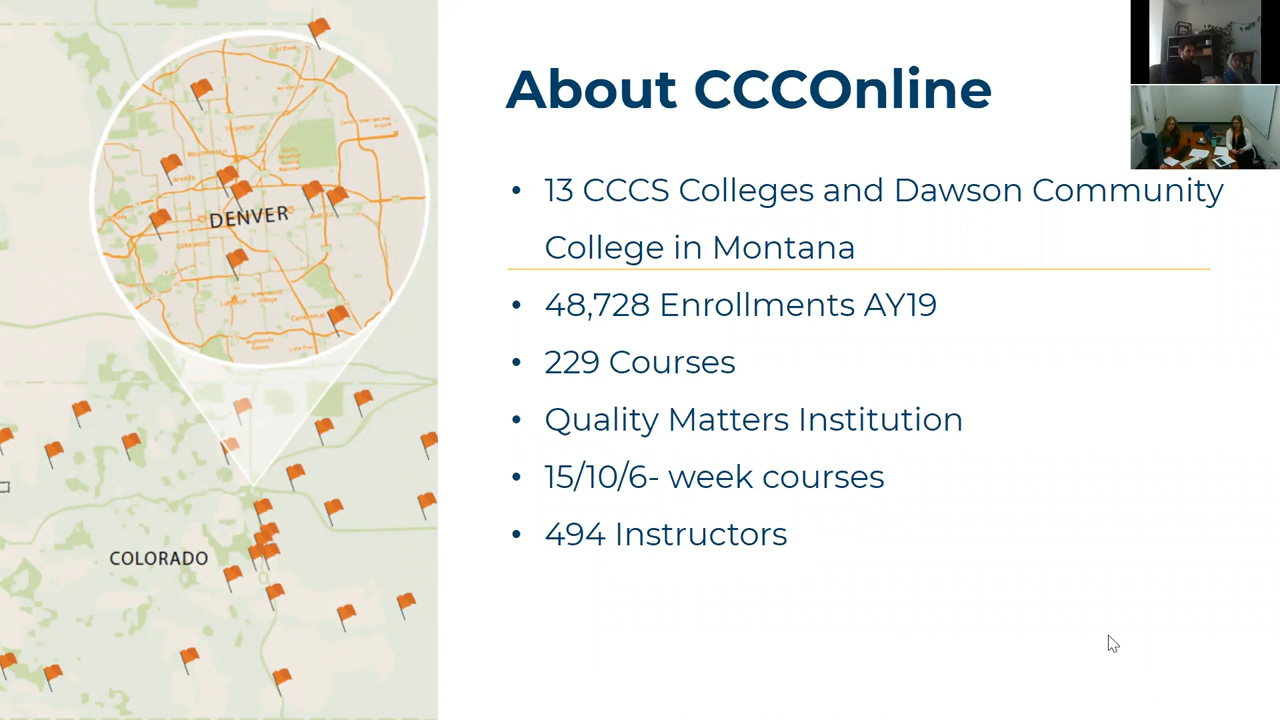 About CCCOnline
• 13 CCCS Colleges and Dawson Community
College in Montana
• 48,728 Enrollments AY19
• 229 Courses
• Quality Matters Institution
• 15/10/6- week courses
• 494 Instructors
DENVER
COLORADO